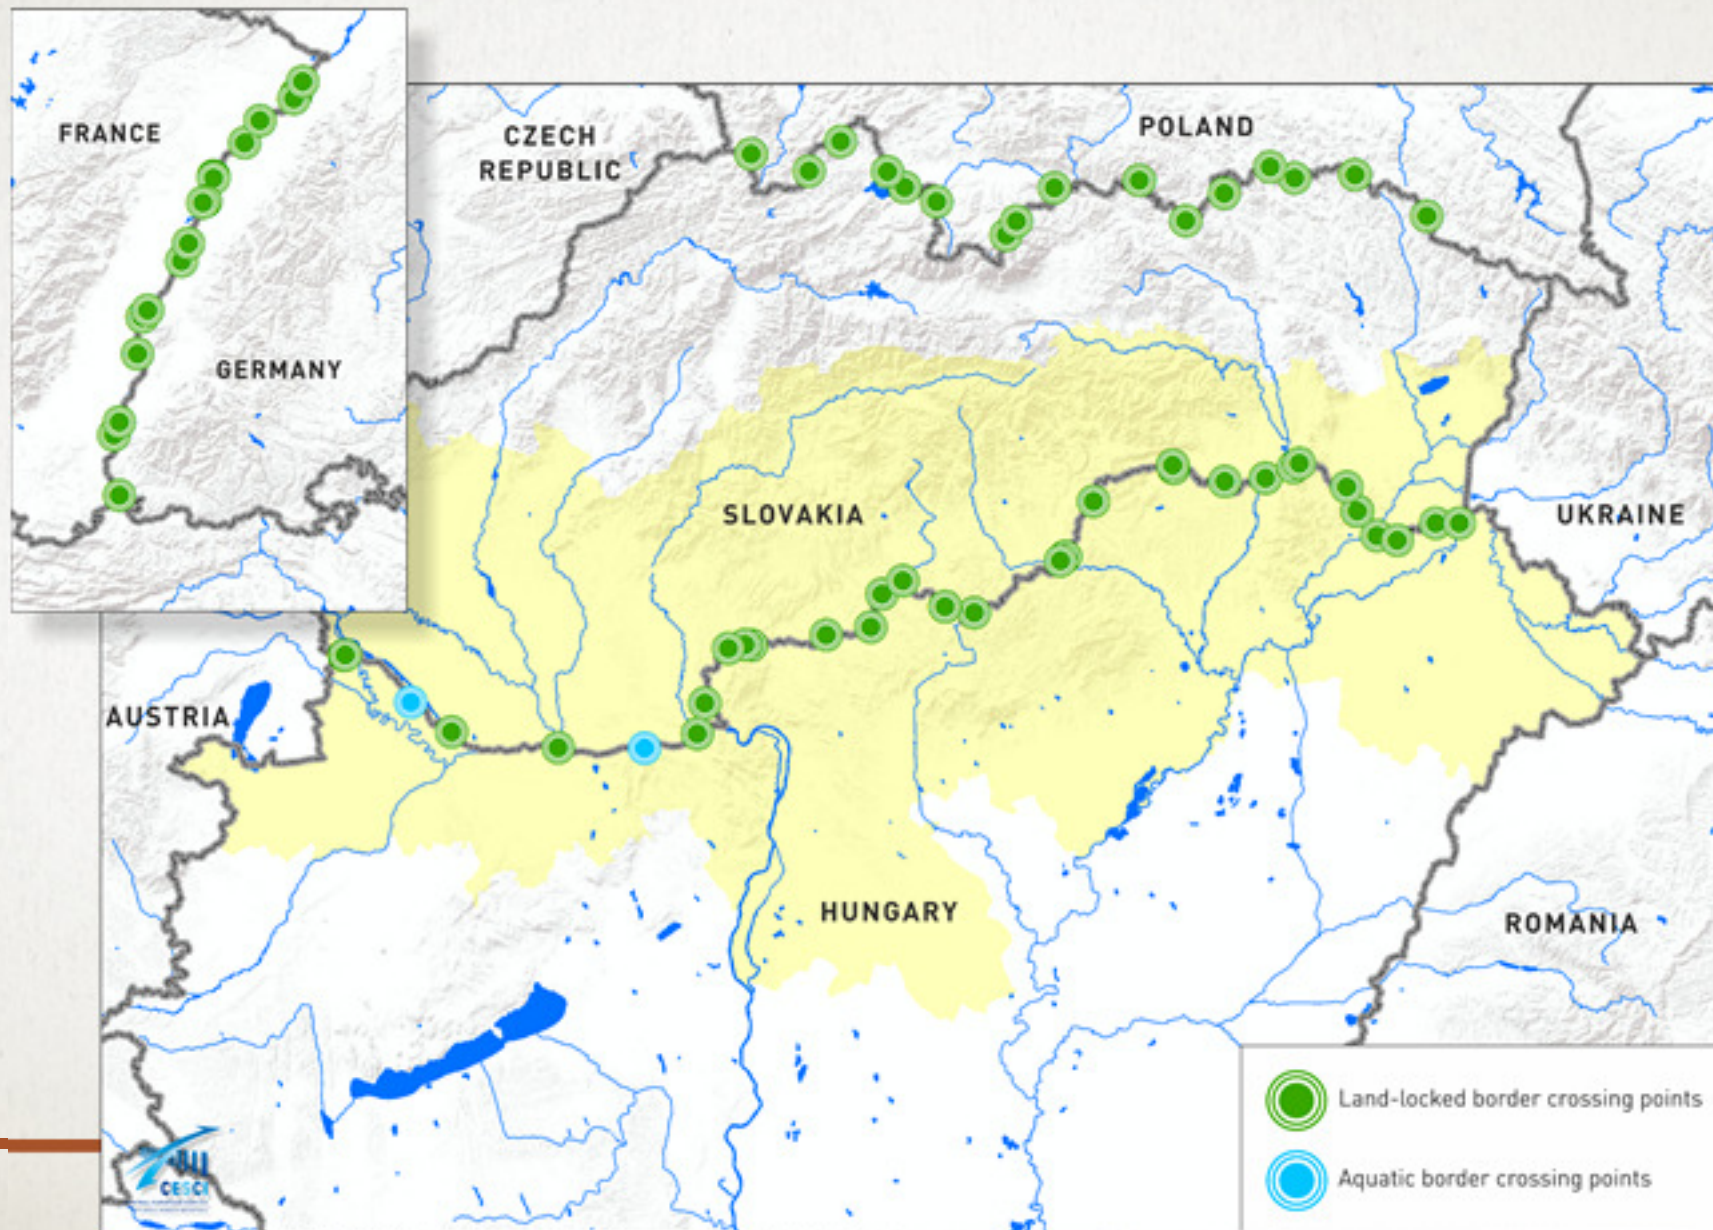 FRANCE
GERMANY
CZECH
REPUBLIC
POLAND
SLOVAKIA
UKRAINE
AUSTRIA
HUNGARY
ROMANIA
Land-locked border crossing points
Aquatic border crossing points
CESCI